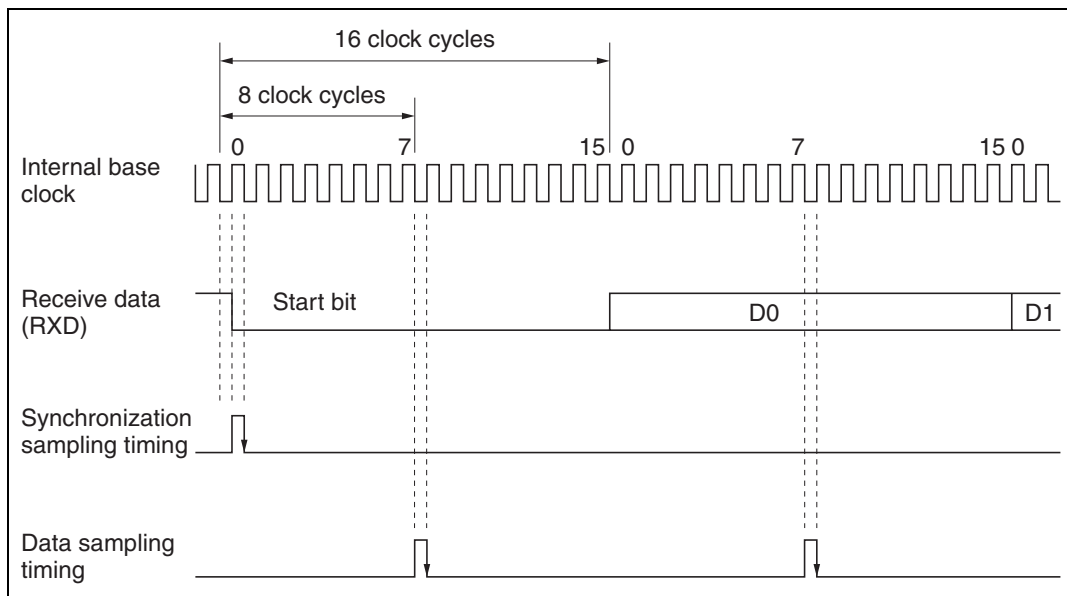 16 clock cycles
8 clock cycles
0 7 15 0 7 15 0
Internal base
clock
Receive data
(RXD)
Start bit
D0
D1
Synchronization
sampling timing
Data sampling
timing